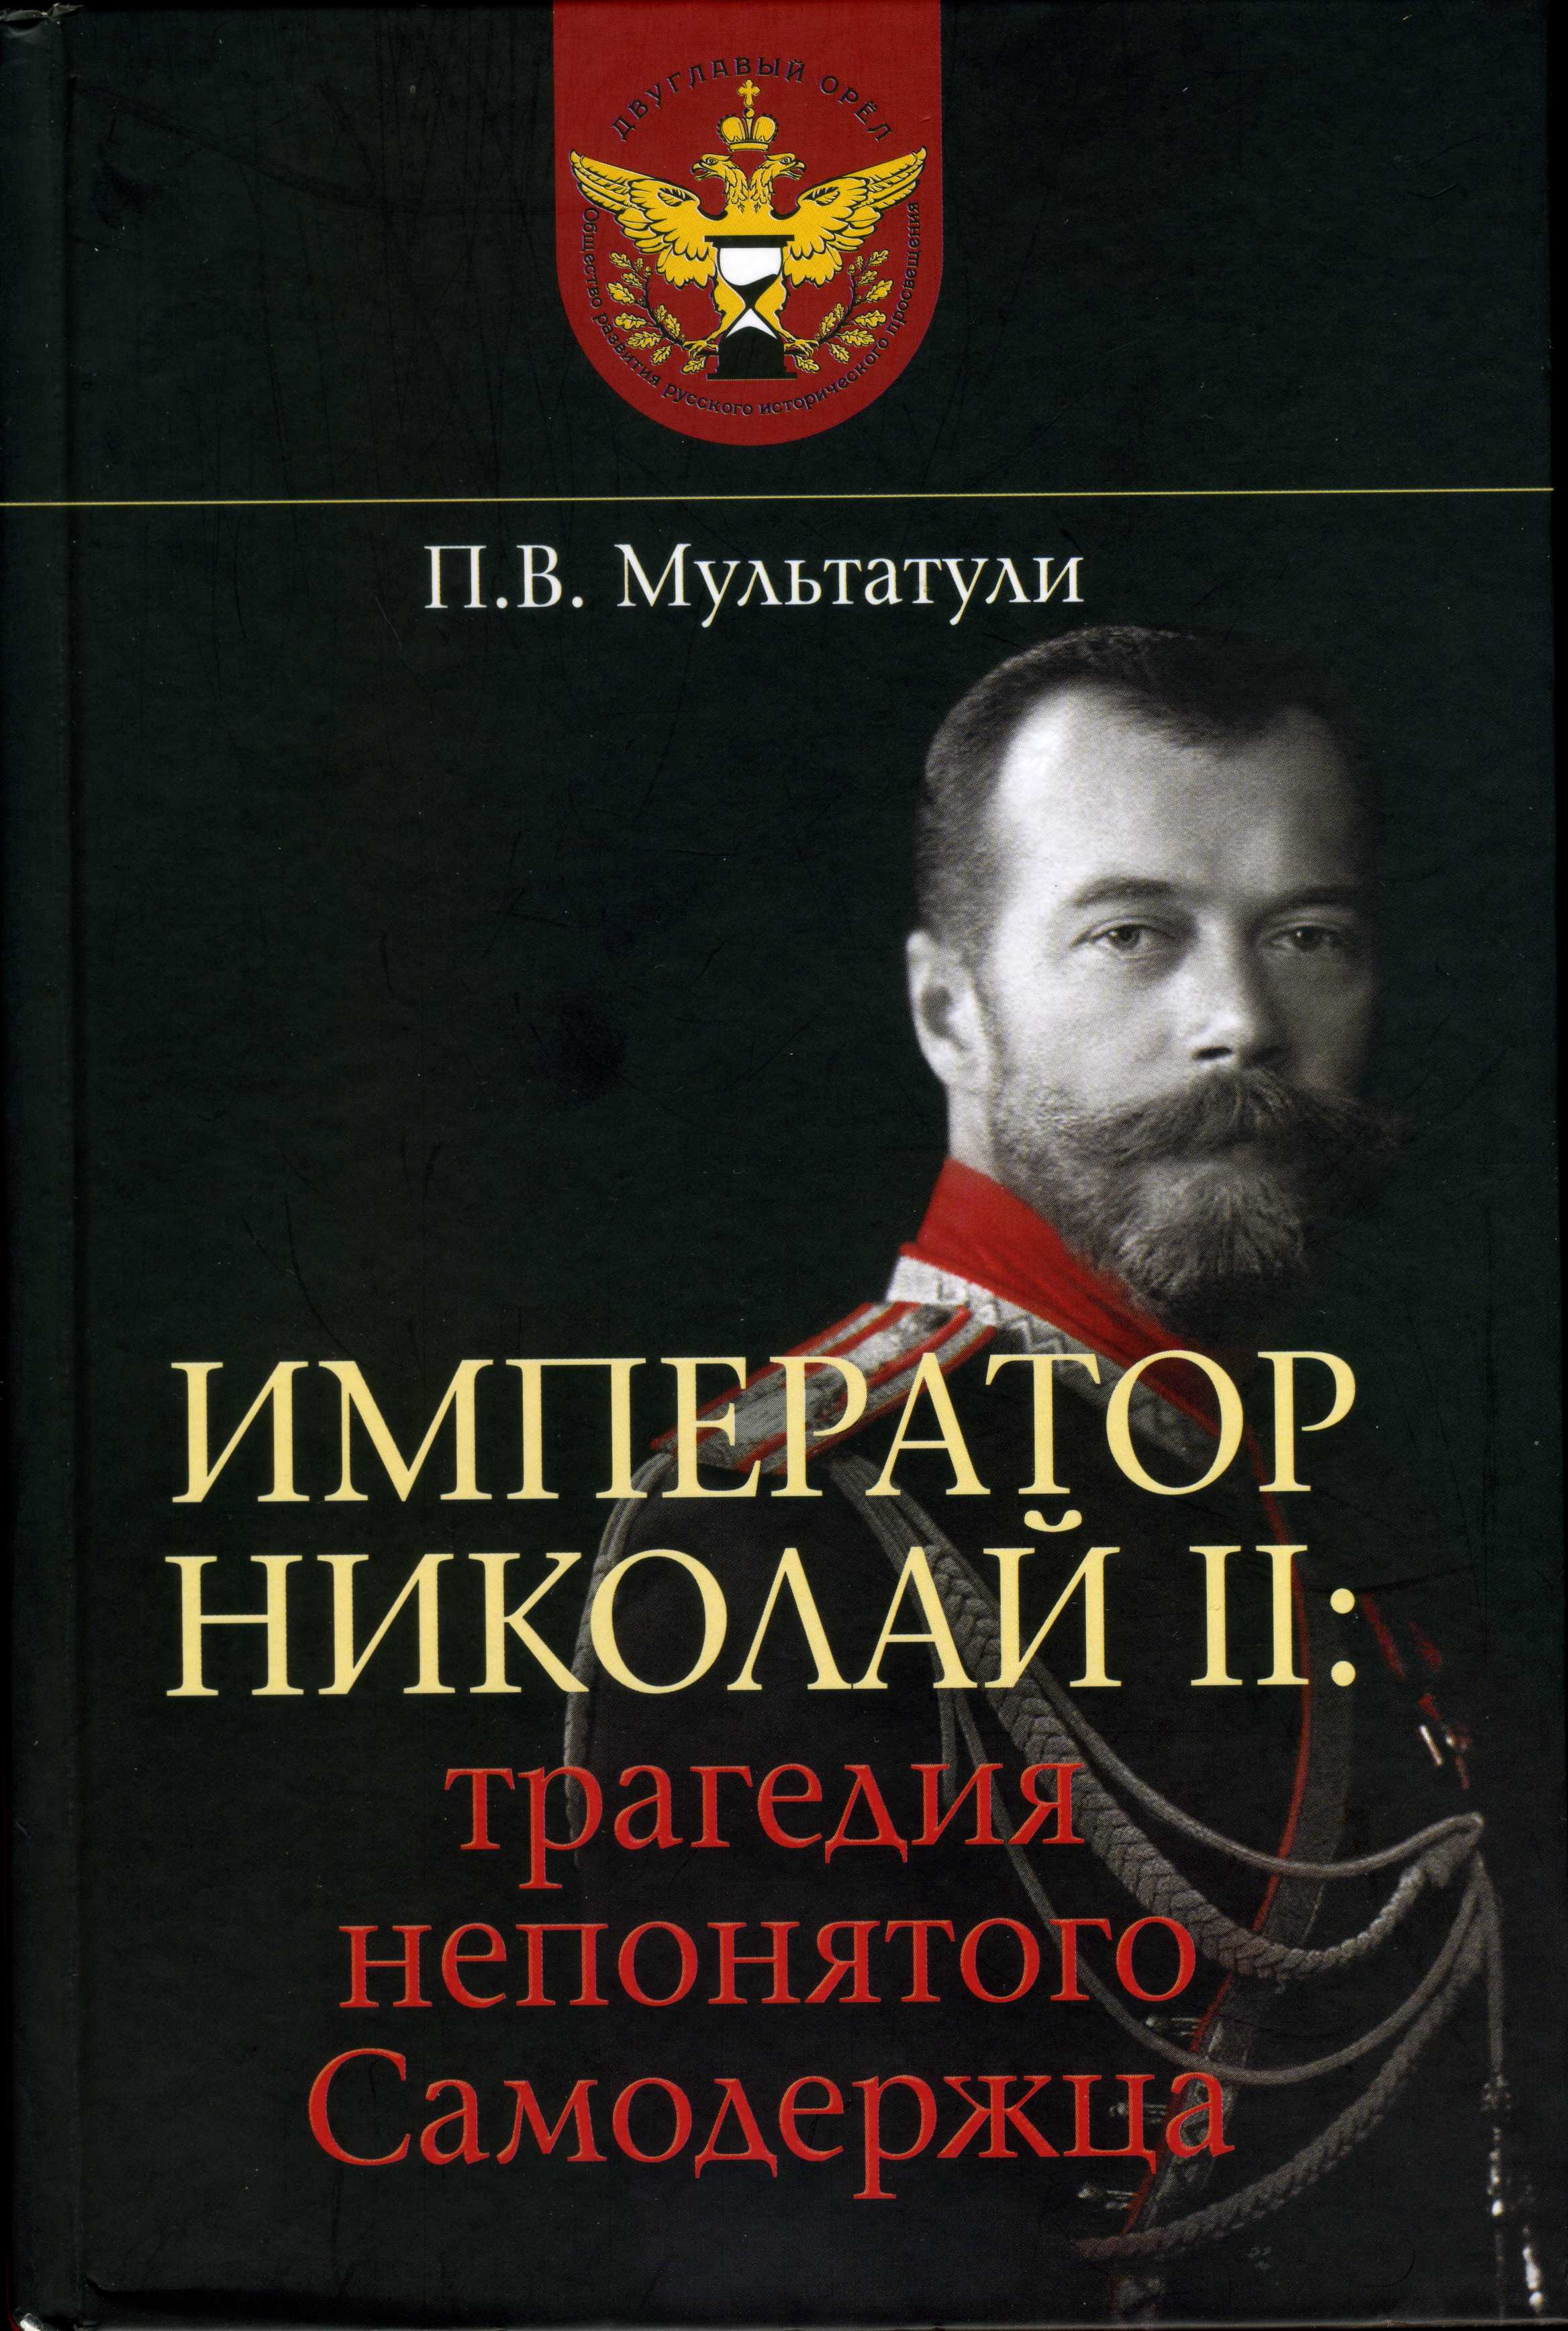 ДВУГЛАВЫЙ ОРЁЛ
Общество развития русского исторического просвещения
П.В. Мультатули
ИМПЕРАТОР
НИКОЛАЙ II:
трагедия
непонятого
Самодержца